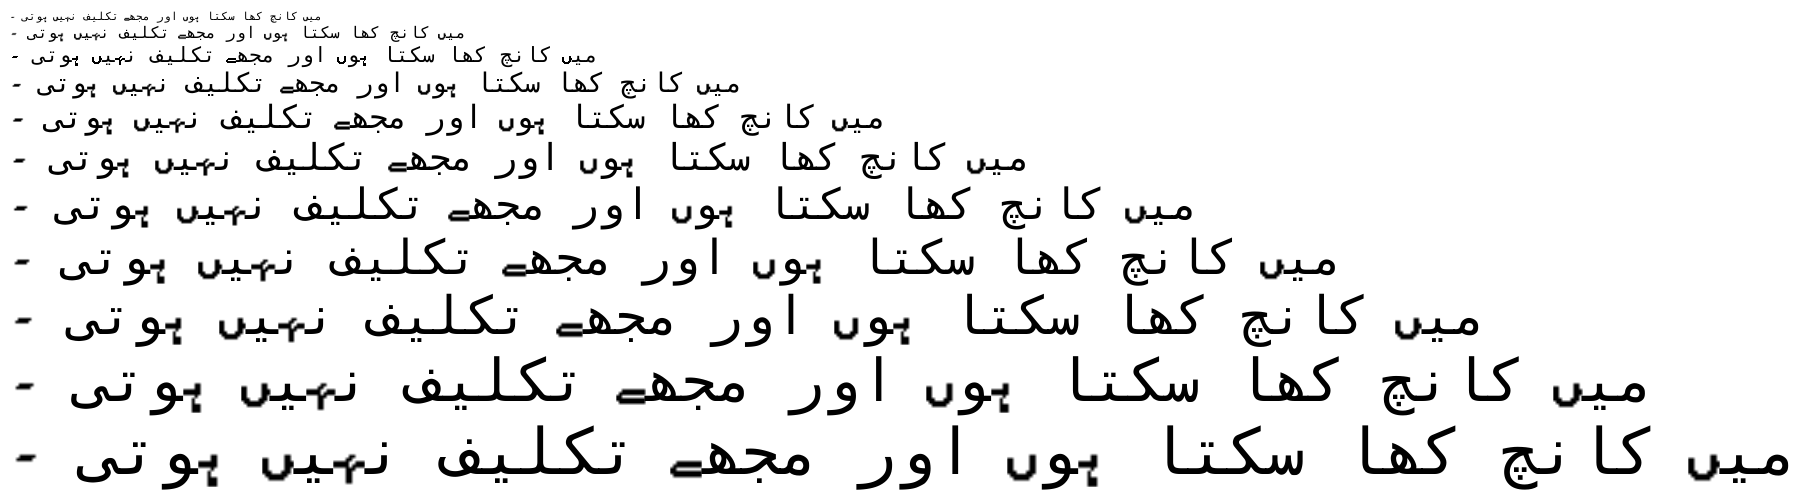 میں کانچ کھا سکتا ہوں اور مجھے تکلیف نہیں ہوتی ۔
میں کانچ کھا سکتا ہوں اور مجھے تکلیف نہیں ہوتی ۔
میں کانچ کھا سکتا ہوں اور مجھے تکلیف نہیں ہوتی ۔
میں کانچ کھا سکتا ہوں اور مجھے تکلیف نہیں ہوتی ۔
میں کانچ کھا سکتا ہوں اور مجھے تکلیف نہیں ہوتی ۔
میں کانچ کھا سکتا ہوں اور مجھے تکلیف نہیں ہوتی ۔
میں کانچ کھا سکتا ہوں اور مجھے تکلیف نہیں ہوتی ۔
میں کانچ کھا سکتا ہوں اور مجھے تکلیف نہیں ہوتی ۔
میں کانچ کھا سکتا ہوں اور مجھے تکلیف نہیں ہوتی ۔
میں کانچ کھا سکتا ہوں اور مجھے تکلیف نہیں ہوتی ۔
میں کانچ کھا سکتا ہوں اور مجھے تکلیف نہیں ہوتی ۔